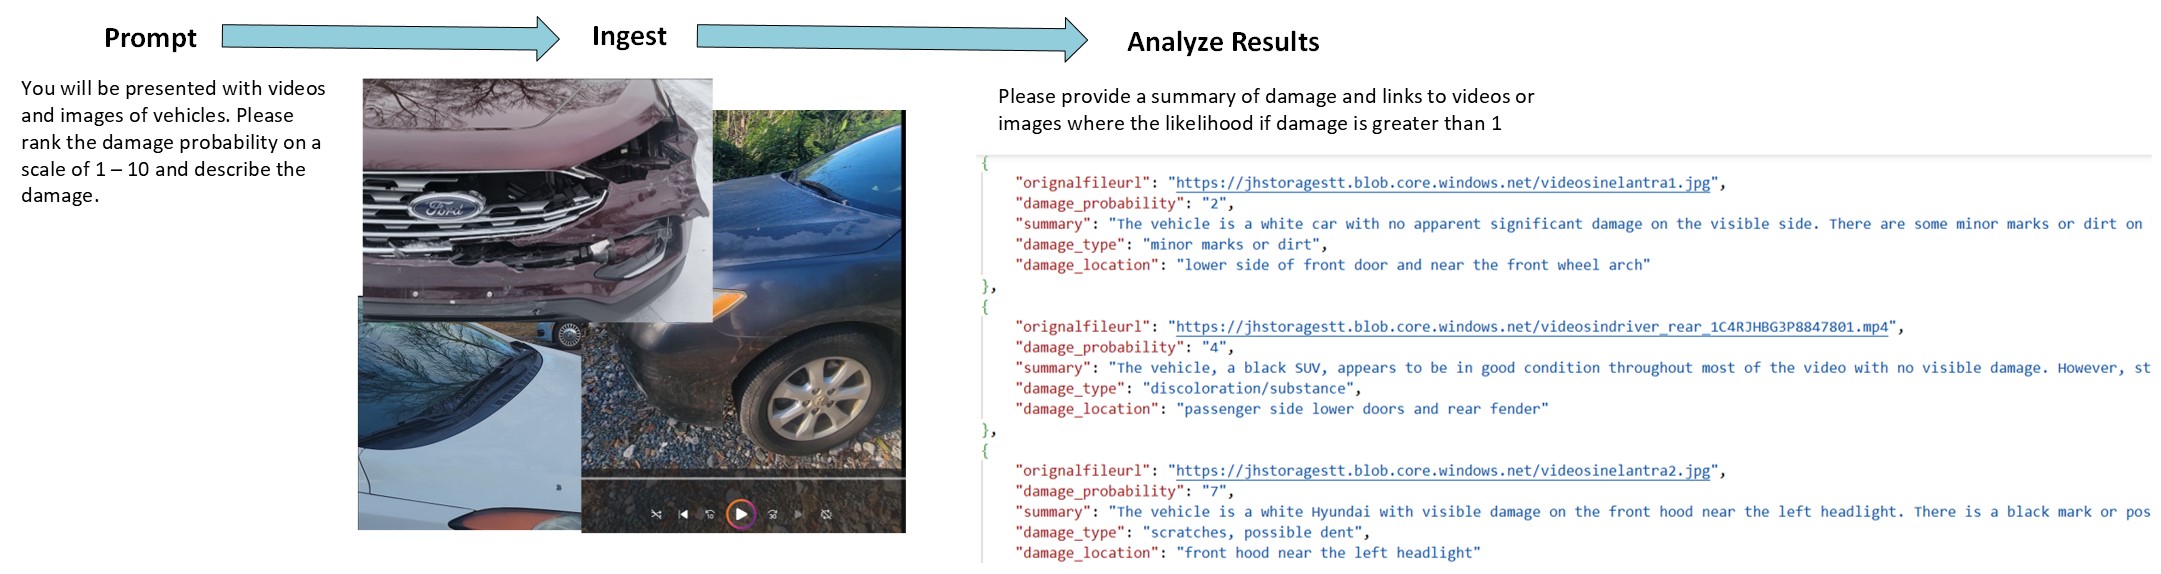 Prompt
Ingest
Analyze Results
You will be presented with videos
and images of vehicles. Please
rank the damage probability on a
scale of 1 – 10 and describe the
damage.
Ford
10
30
Please provide a summary of damage and links to videos or
images where the likelihood if damage is greater than 1
{
"orignalfileurl": "https://jhstoragestt.blob.core.windows.net/videosinelantra1.jpg",
"damage_probability": "2",
"summary": "The vehicle is a white car with no apparent significant damage on the visible side. There are some minor marks or dirt on
"damage_type": "minor marks or dirt",
"damage_location": "lower side of front door and near the front wheel arch"
},
{
"orignalfileurl": "https://jhstoragestt.blob.core.windows.net/videosindriver_rear_1C4RJHBG3P8847801.mp4",
"damage_probability": "4",
"summary": "The vehicle, a black SUV, appears to be in good condition throughout most of the video with no visible damage. However, st
"damage_type": "discoloration/substance",
"damage_location": "passenger side lower doors and rear fender"
},
{
"orignalfileurl": "https://jhstoragestt.blob.core.windows.net/videosinelantra2.jpg",
"damage_probability": "7",
"summary": "The vehicle is a white Hyundai with visible damage on the front hood near the left headlight. There is a black mark or pos
"damage_type": "scratches, possible dent",
"damage_location": "front hood near the left headlight"